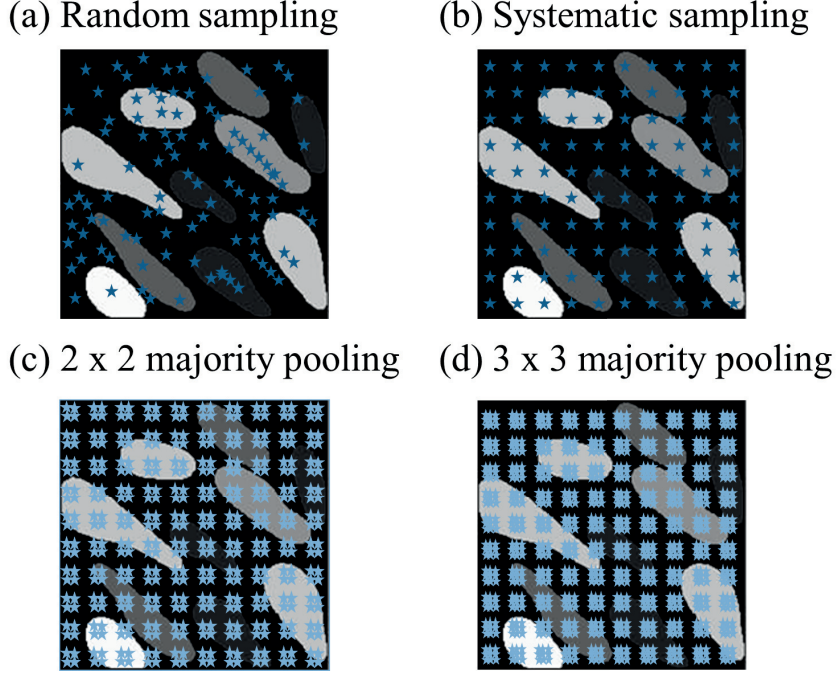 (a) Random sampling
(b) Systematic sampling
(c) 2 x 2 majority pooling
(d) 3 x 3 majority pooling